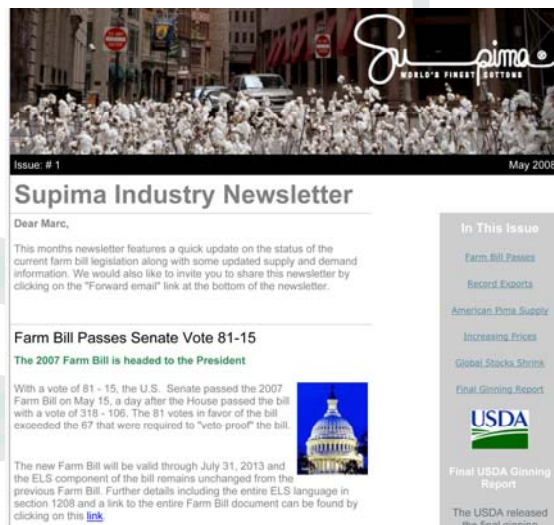 Supima ®
WORLD'S FINEST COTTONS
Issue: # 1
May 2008
Supima Industry Newsletter
Dear Marc,
This months newsletter features a quick update on the status of the
current farm bill legislation along with some updated supply and demand
information. We would also like to invite you to share this newsletter by
clicking on the "Forward email" link at the bottom of the newsletter.
Farm Bill Passes Senate Vote 81-15
The 2007 Farm Bill is headed to the President
With a vote of 81 - 15, the U.S. Senate passed the 2007
Farm Bill on May 15, a day after the House passed the bill
with a vote of 318 - 106. The 81 votes in favor of the bill
exceeded the 67 that were required to "veto proof" the bill.
The new Farm Bill will be valid through July 31, 2013 and
the ELS component of the bill remains unchanged from the
previous Farm Bill. Further details including the entire ELS language in
section 1208 and a link to the entire Farm Bill document can be found by
clicking on this link.
In This Issue
Farm Bill Passes
Record Exports
American Pima Supply
Increasing Prices
Global Stocks Shrink
Final Ginning Report
USDA
Final USDA Ginning
Report
The USDA released
the final ginning